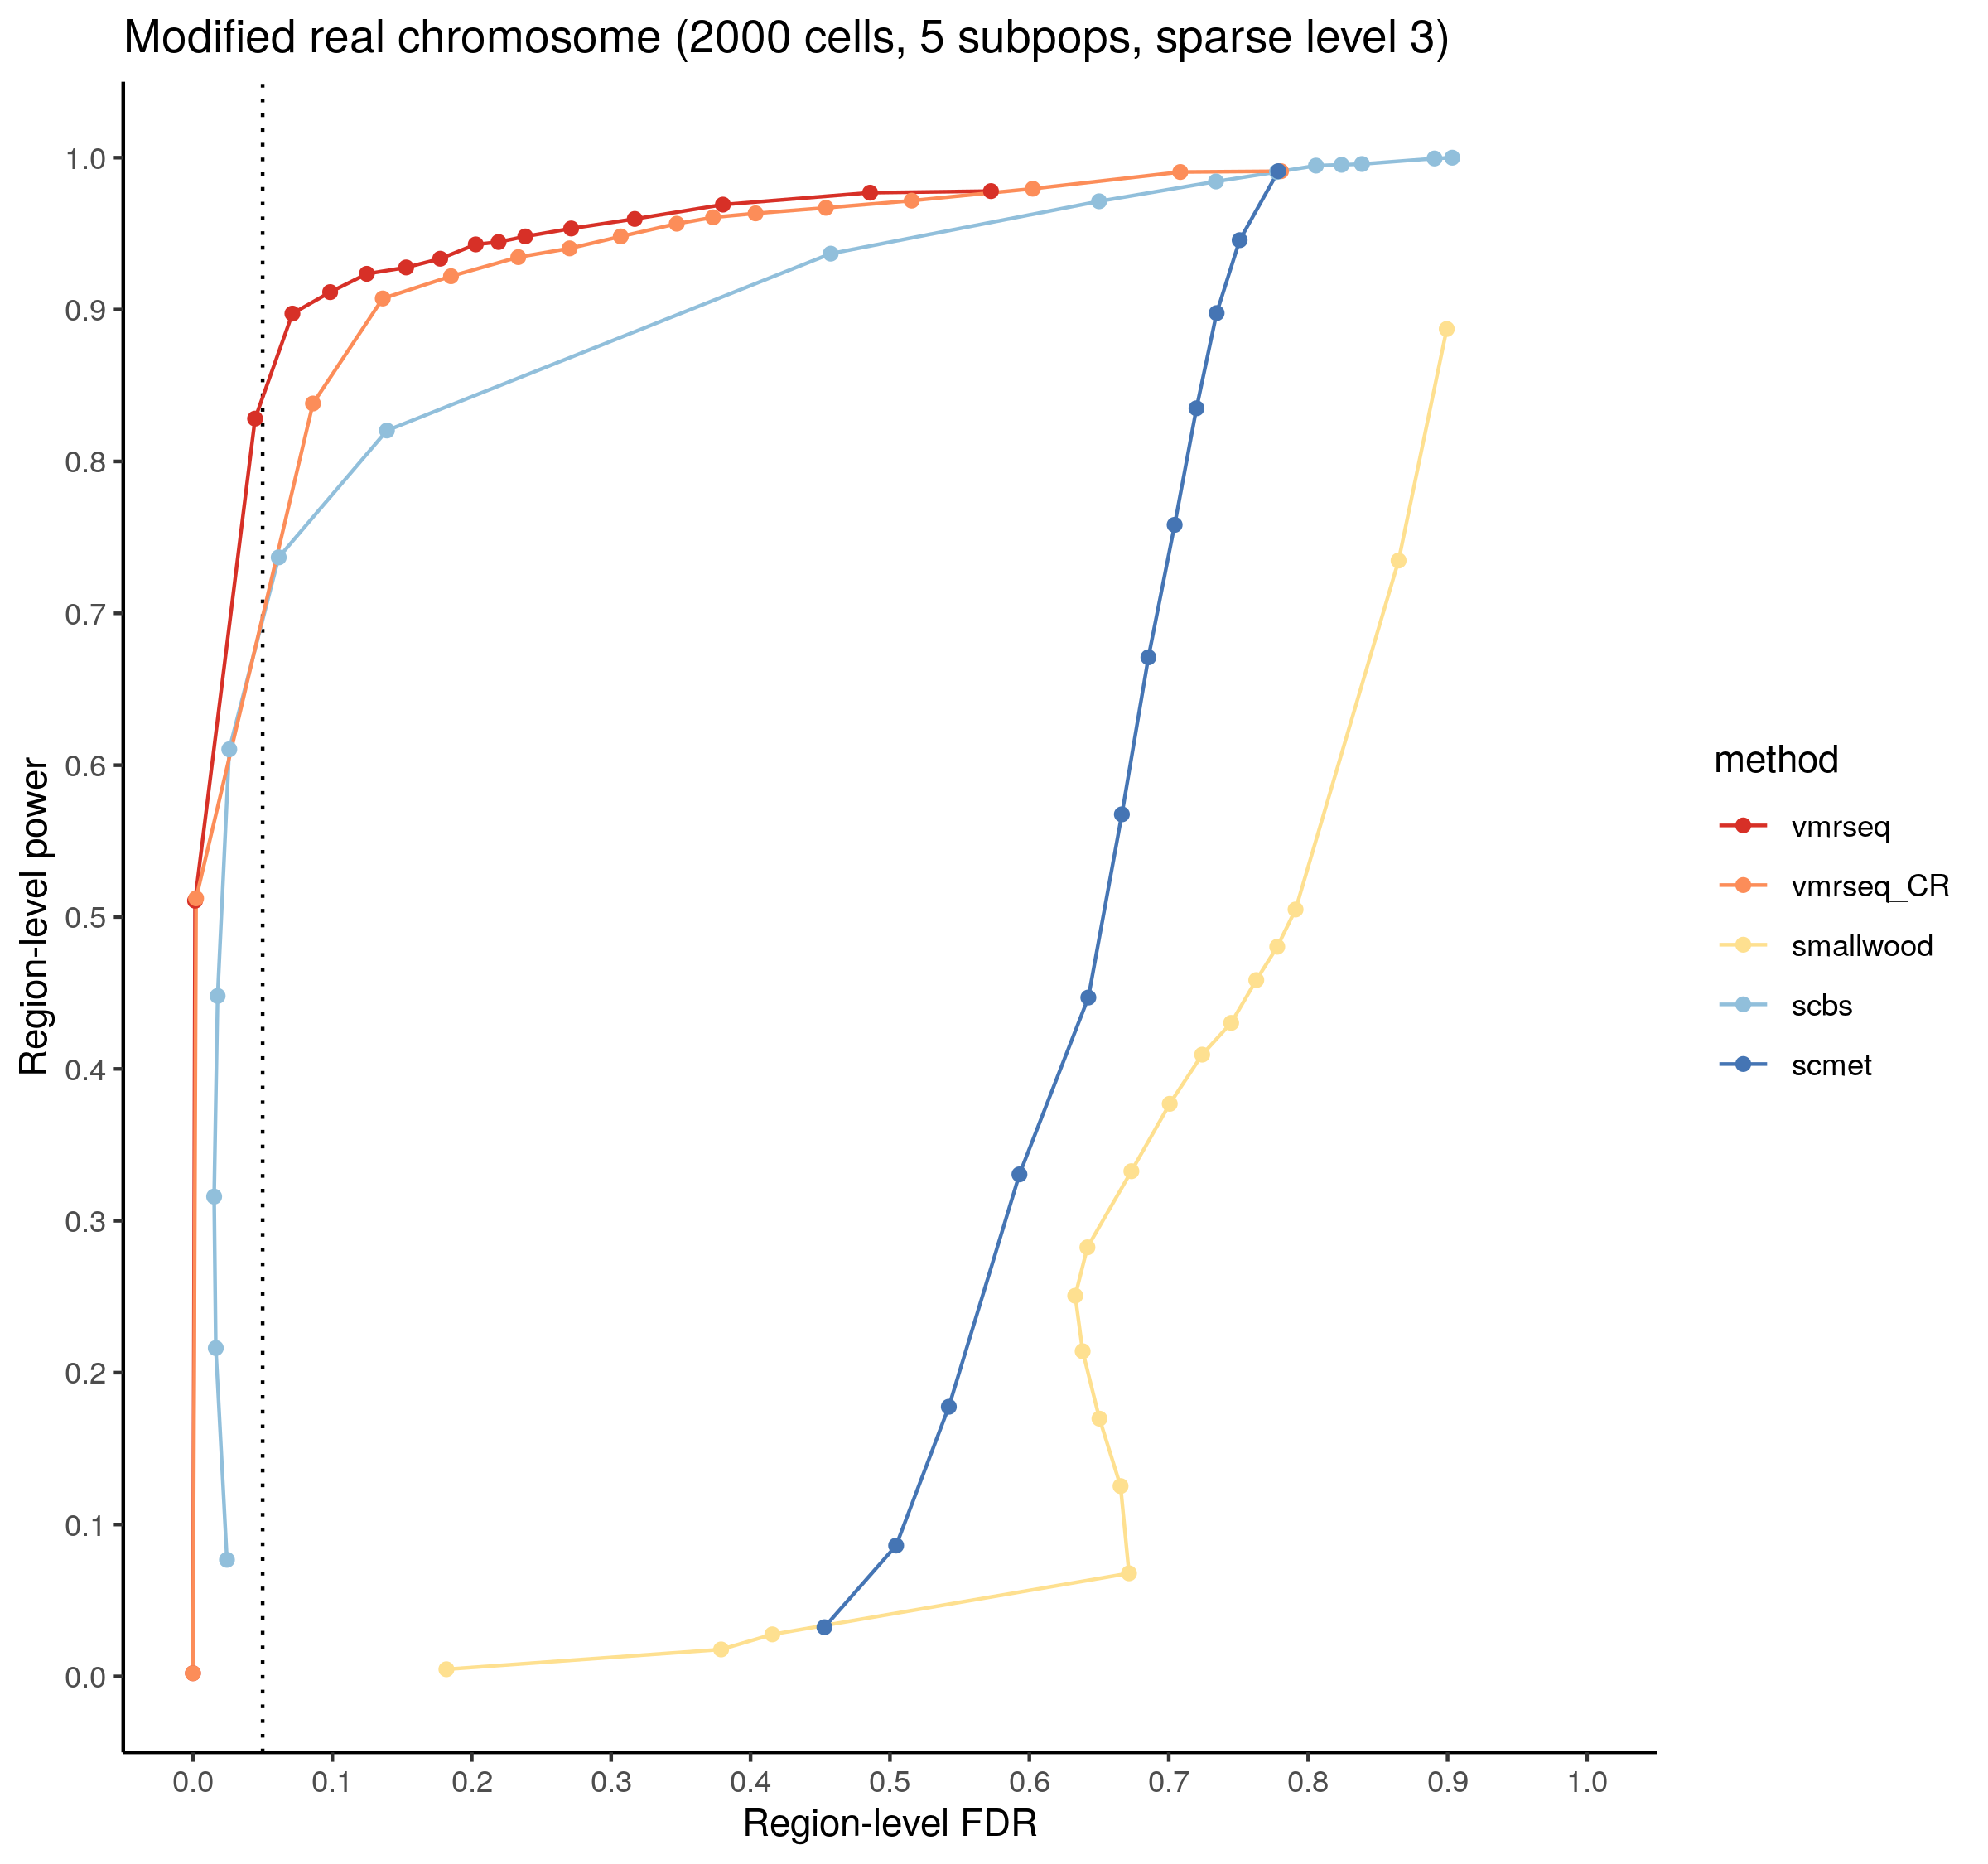 Modified real chromosome (2000 cells, 5 subpops, sparse level 3)
Region-level power
1.0
0.9
0.8
0.7
0.6
0.5
0.4
0.3
0.2
0.1
0.0
0.0 0.1 0.2 0.3 0.4 0.5 0.6 0.7 0.8 0.9 1.0
Region-level FDR
method
vmrseq
vmrseq_CR
smallwood
scbs
scmet